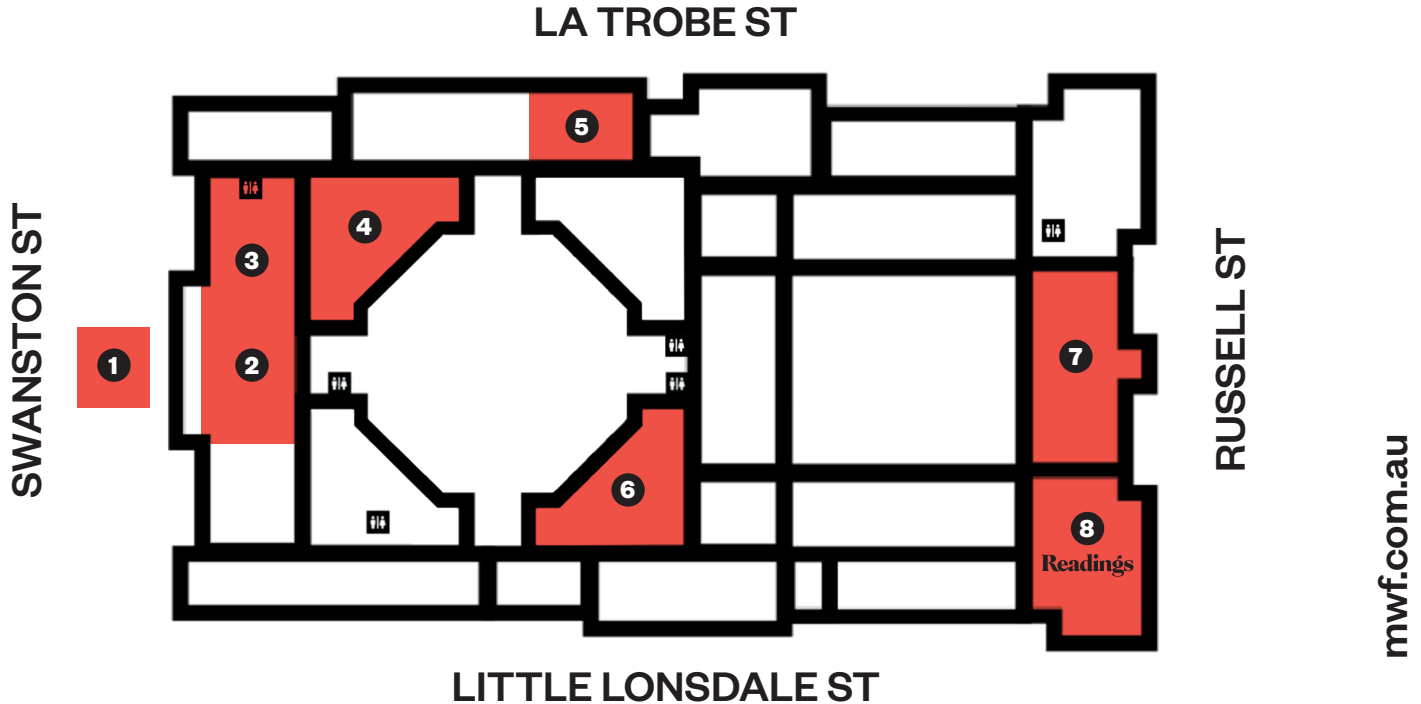 LA TROBE ST
5
4
3
SWANSTON ST
RUSSELL ST
1
2
7
6
8
Readings
mwf.com.au
LITTLE LONSDALE ST